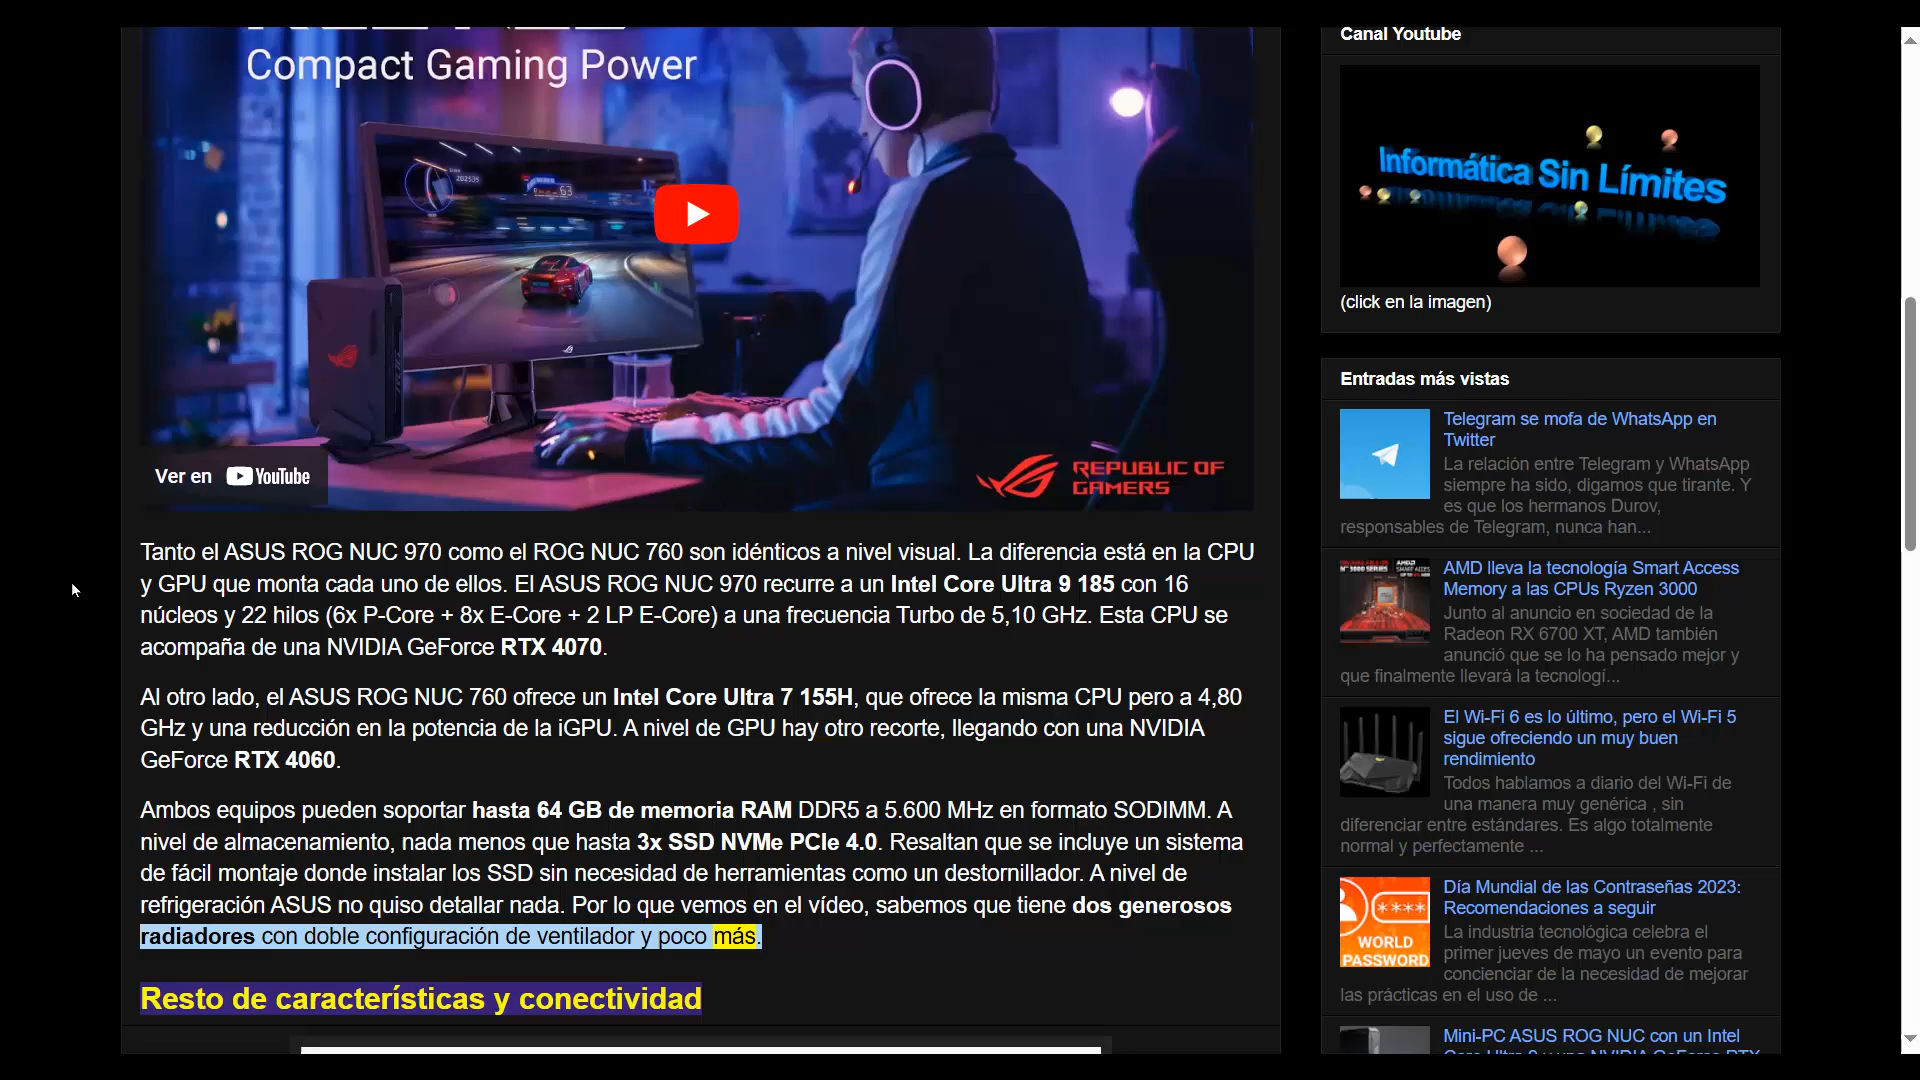 Compact Gaming Power
202535
63
Ver en YouTube
REPUBLIC OF
GAMERS
Tanto el ASUS ROG NUC 970 como el ROG NUC 760 son idénticos a nivel visual. La diferencia está en la CPU
y GPU que monta cada uno de ellos. El ASUS ROG NUC 970 recurre a un Intel Core Ultra 9 185 con 16
núcleos y 22 hilos (6x P-Core + 8x E-Core + 2 LP E-Core) a una frecuencia Turbo de 5,10 GHz. Esta CPU se
acompaña de una NVIDIA GeForce RTX 4070.
Al otro lado, el ASUS ROG NUC 760 ofrece un Intel Core Ultra 7 155H, que ofrece la misma CPU pero a 4,80
GHz y una reducción en la potencia de la iGPU. A nivel de GPU hay otro recorte, llegando con una NVIDIA
GeForce RTX 4060.
Ambos equipos pueden soportar hasta 64 GB de memoria RAM DDR5 a 5.600 MHz en formato SODIMM. A
nivel de almacenamiento, nada menos que hasta 3x SSD NVMe PCIe 4.0. Resaltan que se incluye un sistema
de fácil montaje donde instalar los SSD sin necesidad de herramientas como un destornillador. A nivel de
refrigeración ASUS no quiso detallar nada. Por lo que vemos en el vídeo, sabemos que tiene dos generosos
radiadores con doble configuración de ventilador y poco más.
Resto de características y conectividad
Canal Youtube
Informática Sin Límites
(click en la imagen)
Entradas más vistas
Telegram se mofa de WhatsApp en
Twitter
La relación entre Telegram y WhatsApp
siempre ha sido, digamos que tirante. Y
es que los hermanos Durov,
responsables de Telegram, nunca han...
AMD lleva la tecnología Smart Access
Memory a las CPUs Ryzen 3000
Junto al anuncio en sociedad de la
Radeon RX 6700 XT, AMD también
anunció que se lo ha pensado mejor y
que finalmente llevará la tecnologí...
El Wi-Fi 6 es lo último, pero el Wi-Fi 5
sigue ofreciendo un muy buen
rendimiento
Todos hablamos a diario del Wi-Fi de
una manera muy genérica , sin
diferenciar entre estándares. Es algo totalmente
normal y perfectamente ...
****
WORLD
PASSWORD
Día Mundial de las Contraseñas 2023:
Recomendaciones a seguir
La industria tecnológica celebra el
primer jueves de mayo un evento para
concienciar de la necesidad de mejorar
las prácticas en el uso de ...
Mini-PC ASUS ROG NUC con un Intel
Core Ultra 9 y una NVIDIA GeForce RTX